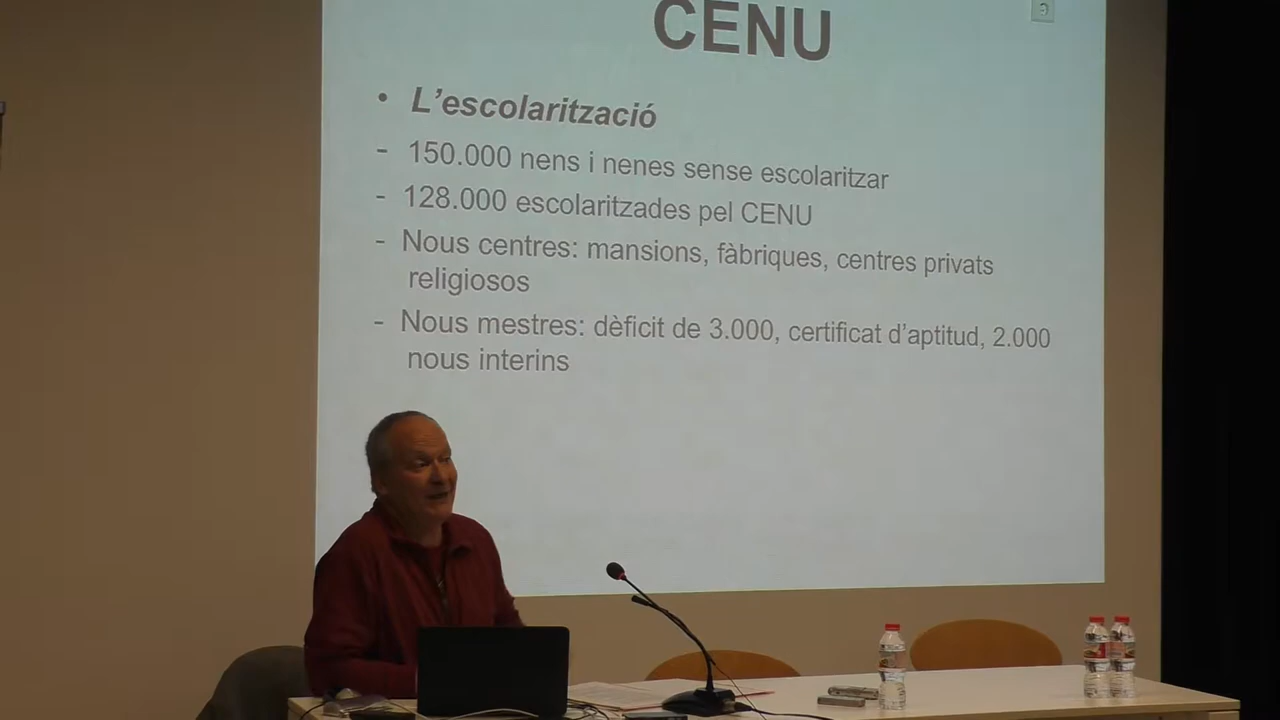 CENU
• L'escolarització
- 150.000 nens i nenes sense escolaritzar
- 128.000 escolaritzades pel CENU
- Nous centres: mansions, fàbriques, centres privats
religiosos
- Nous mestres: dèficit de 3.000, certificat d'aptitud, 2.000
nous interins